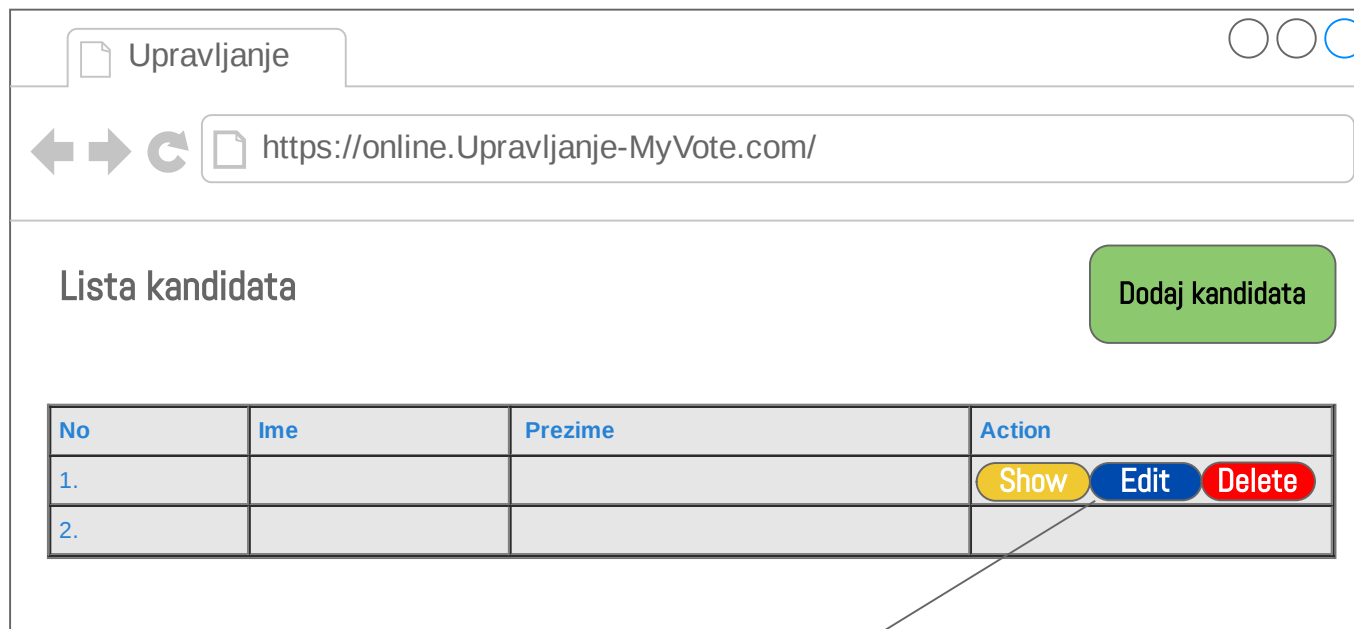 Upravljanje
https://online.Upravljanje-MyVote.com/
Lista kandidata
Dodaj kandidata
No Ime Prezime Action
1. Show Edit Delete
2.